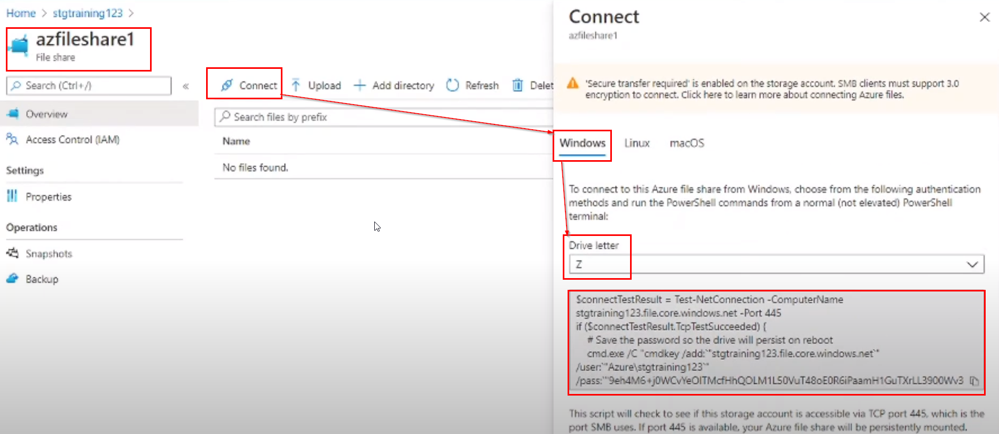 Home > stgtraining123 >
azfileshare1
File share
Search (Ctrl+/)
«
Overview
Access Control (IAM)
Settings
Properties
Operations
Snapshots
Backup
Connect
Upload
Add directory
Refresh
Delet
Search files by prefix
Name
No files found.
Connect
azfileshare1
'Secure transfer required' is enabled on the storage account. SMB clients must support 3.0
encryption to connect. Click here to learn more about connecting Azure files.
Windows
Linux
macOS
To connect to this Azure file share from Windows, choose from the following authentication
methods and run the PowerShell commands from a normal (not elevated) PowerShell
terminal:
Drive letter
Z
$connectTestResult = Test-NetConnection -ComputerName
stgtraining123.file.core.windows.net -Port 445
if ($connectTestResult.TcpTestSucceeded) {
# Save the password so the drive will persist on reboot
cmd.exe /C "cmdkey /add:`"stgtraining123.file.core.windows.net`"
/user:`"Azure\stgtraining123`"
/pass:`"
This script will check to see if this storage account is accessible via TCP port 445, which is the
port SMB uses. If port 445 is available, your Azure file share will be persistently mounted.